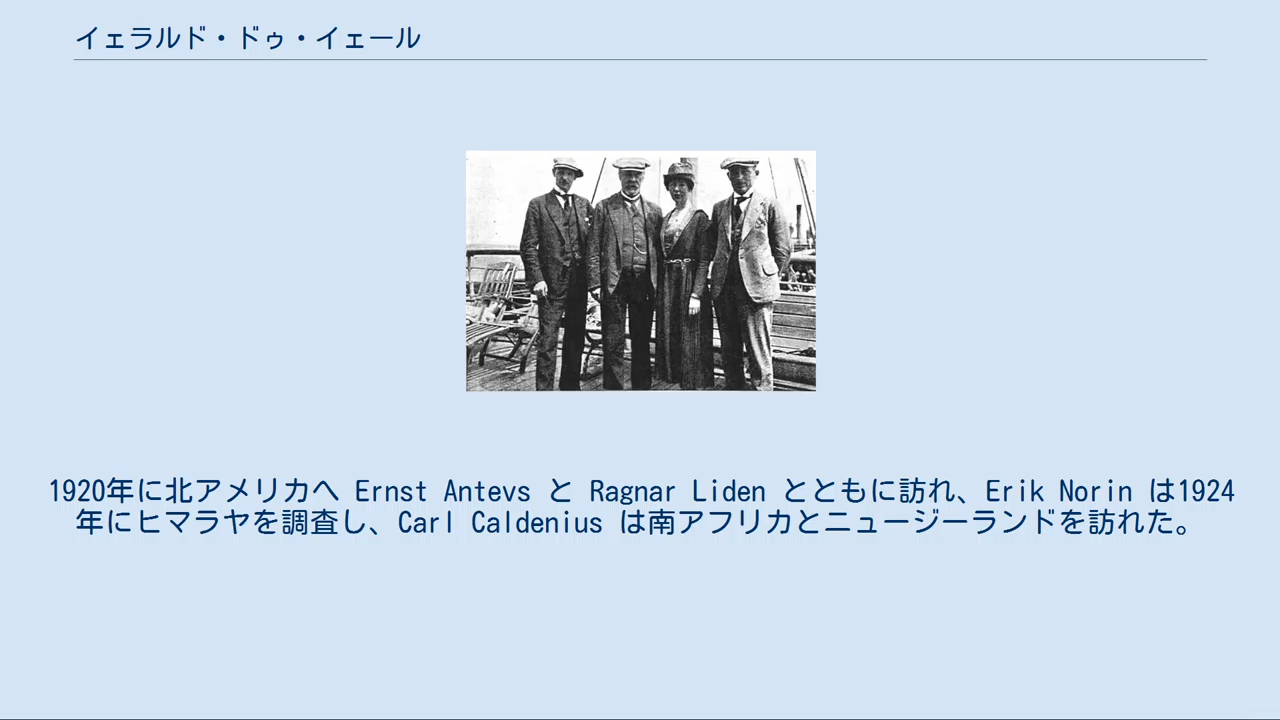 イェラルド・ドゥ・イェール
1920年に北アメリカへ Ernst Antevs と Ragnar Liden とともに訪れ、Erik Norin は1924
年にヒマラヤを調査し、Carl Caldenius は南アフリカとニュージーランドを訪れた。